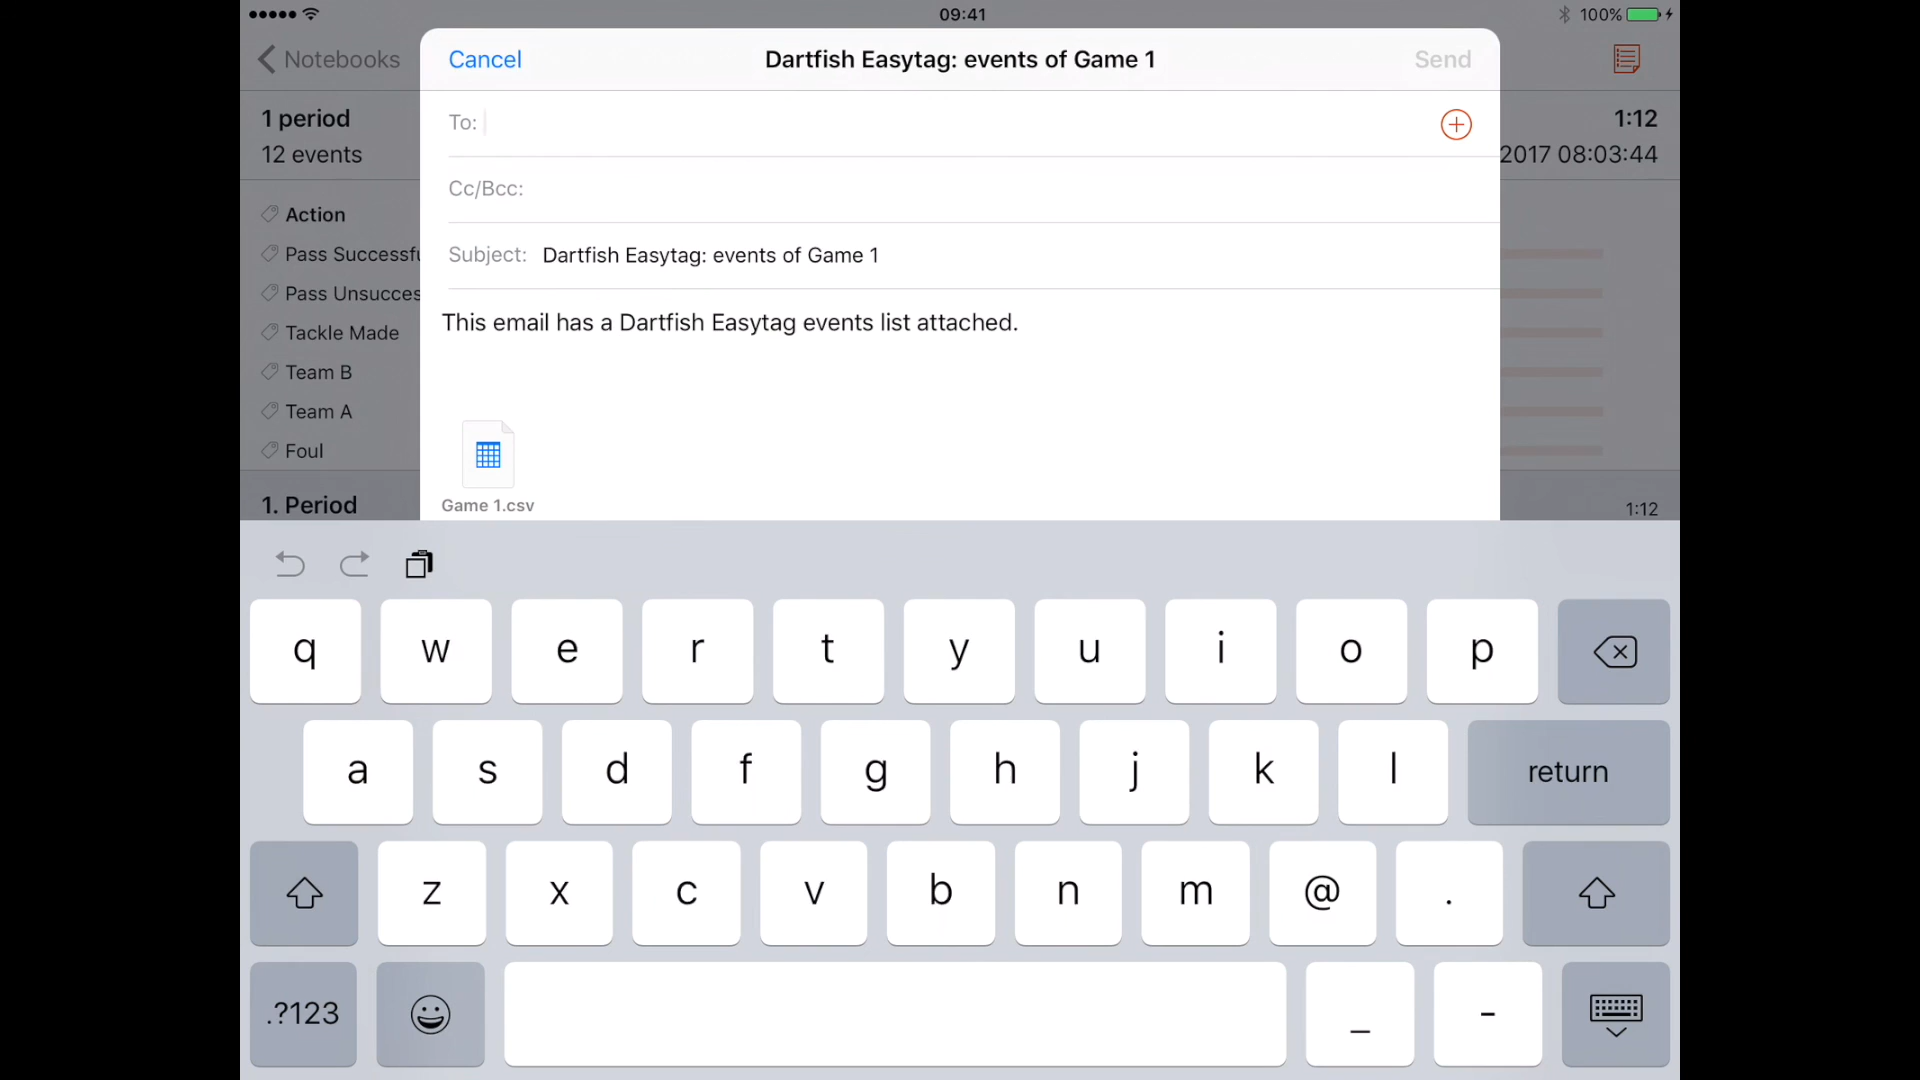 09:41
100%
Notebooks
Cancel
Dartfish Easytag: events of Game 1
Send
1 period
12 events
1:12
2017 08:03:44
To:
Cc/Bcc:
Subject: Dartfish Easytag: events of Game 1
This email has a Dartfish Easytag events list attached.
Action
Pass Successfu
Pass Unsucces
Tackle Made
Team B
Team A
Foul
Game 1.csv
1. Period
1:12
q w e r t y u i o p
a s d f g h j k l return
z x c v b n m @ .
.?123 _ -